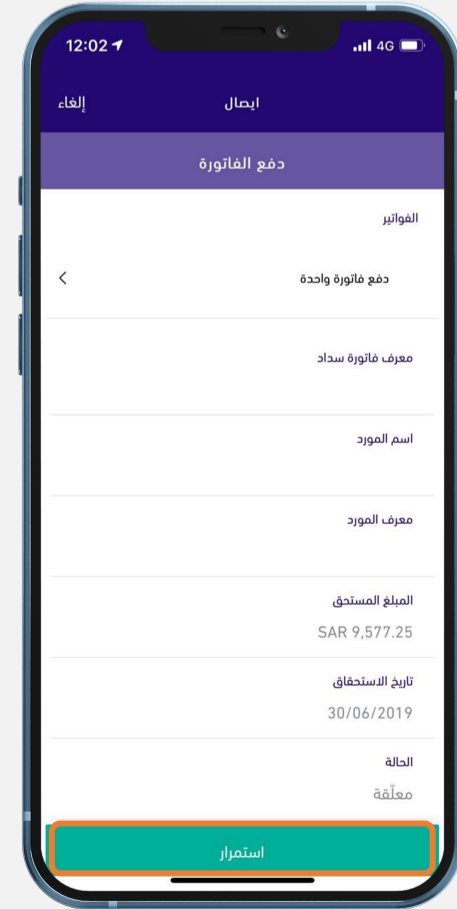 12:02 4G
ايصال إلغاء
دفع الفاتورة
الفواتير
دفع فاتورة واحدة
معرف فاتورة سداد
اسم المورد
معرف المورد
المبلغ المستحق
SAR 9,577.25
تاريخ الاستحقاق
30/06/2019
الحالة
معلّقة
استمرار